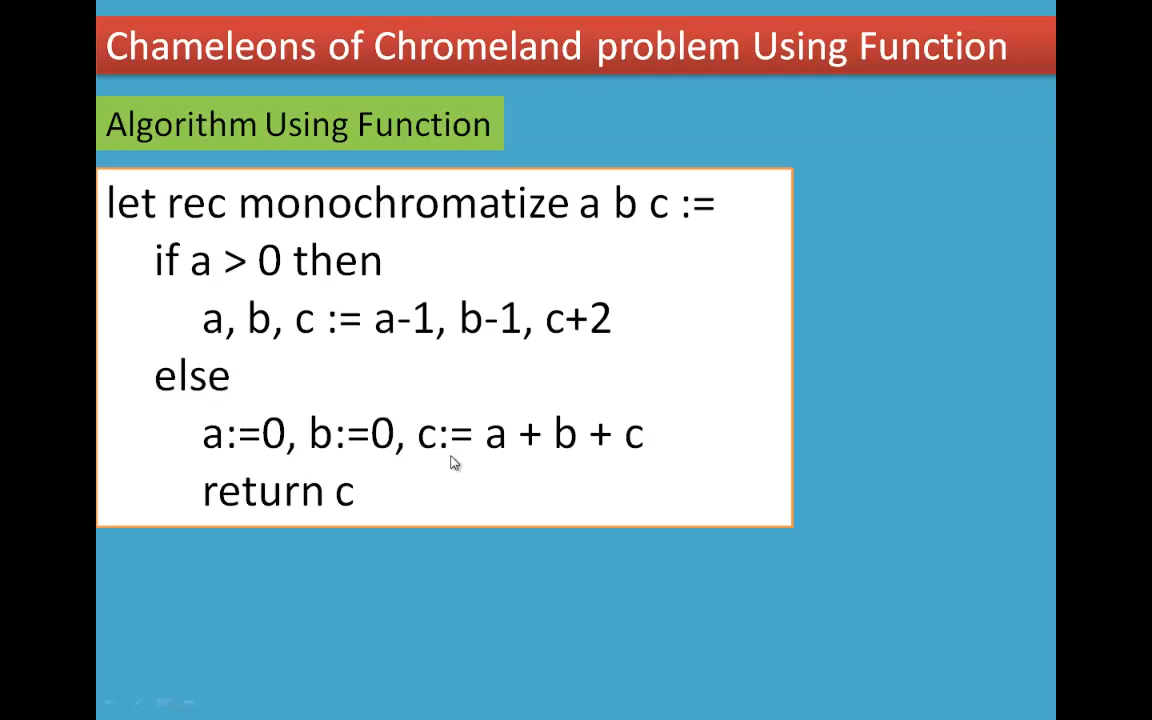 Chameleons of Chromeland problem Using Function
Algorithm Using Function
let rec monochromatize a b c :=
if a > 0 then
a, b, c := a-1, b-1, c+2
else
a:=0, b:=0, c:= a + b + c
return c